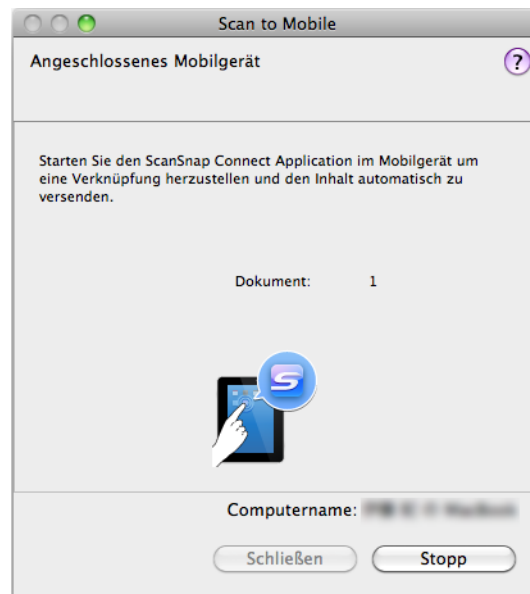 Scan to Mobile
Angeschlossenes Mobilgerät
?
Starten Sie den ScanSnap Connect Application im Mobilgerät um
eine Verknüpfung herzustellen und den Inhalt automatisch zu
versenden.
Dokument: 1
S
Computername:
Schließen Stopp